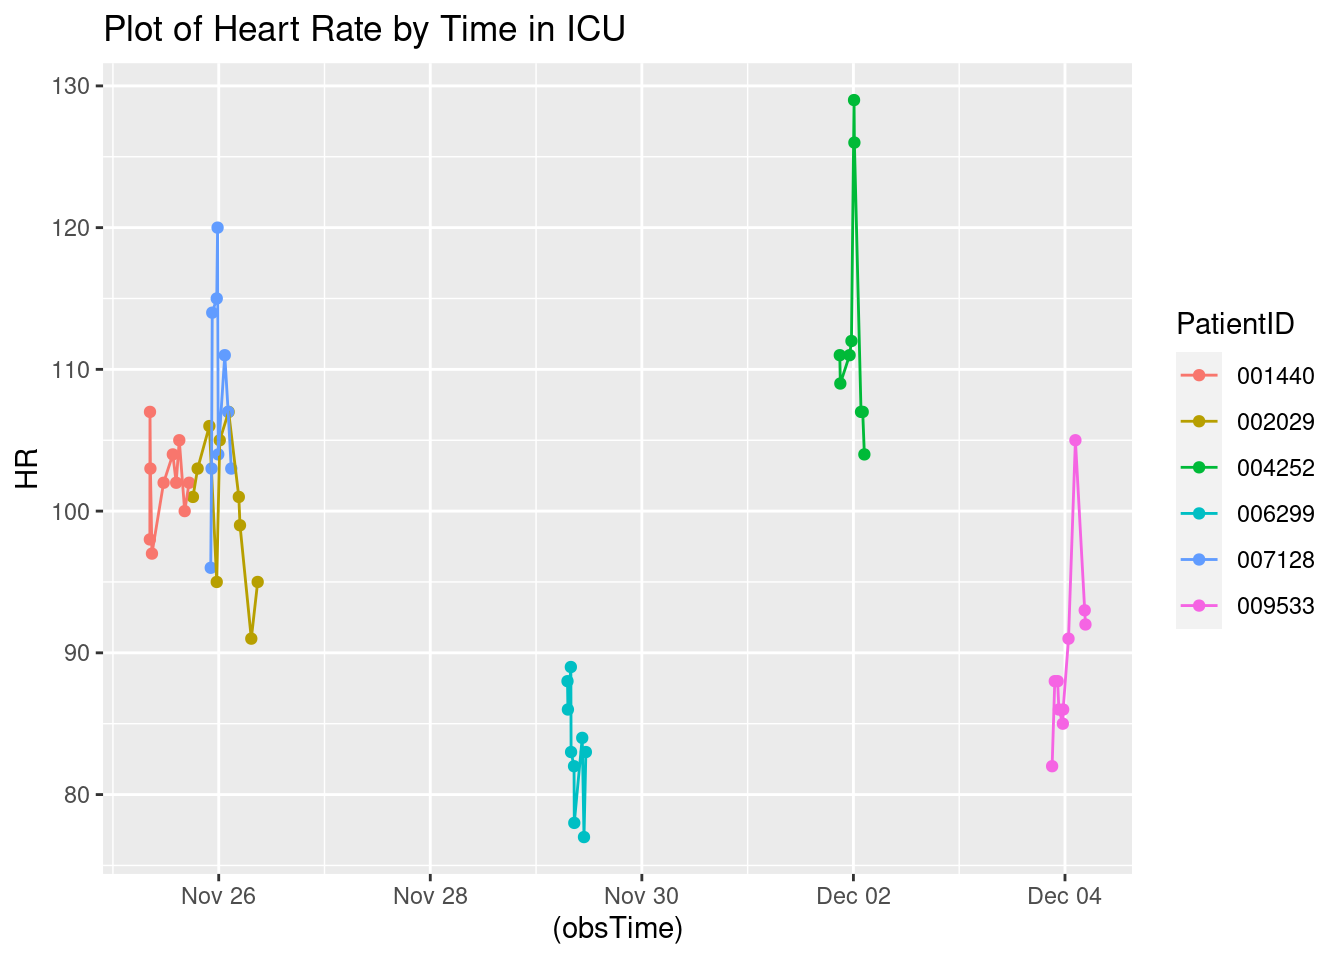 Plot of Heart Rate by Time in ICU
130
120
110
100
90
80
HR
Nov 26
Nov 28
Nov 30
Dec 02
Dec 04
(obsTime)
PatientID
001440
002029
004252
006299
007128
009533